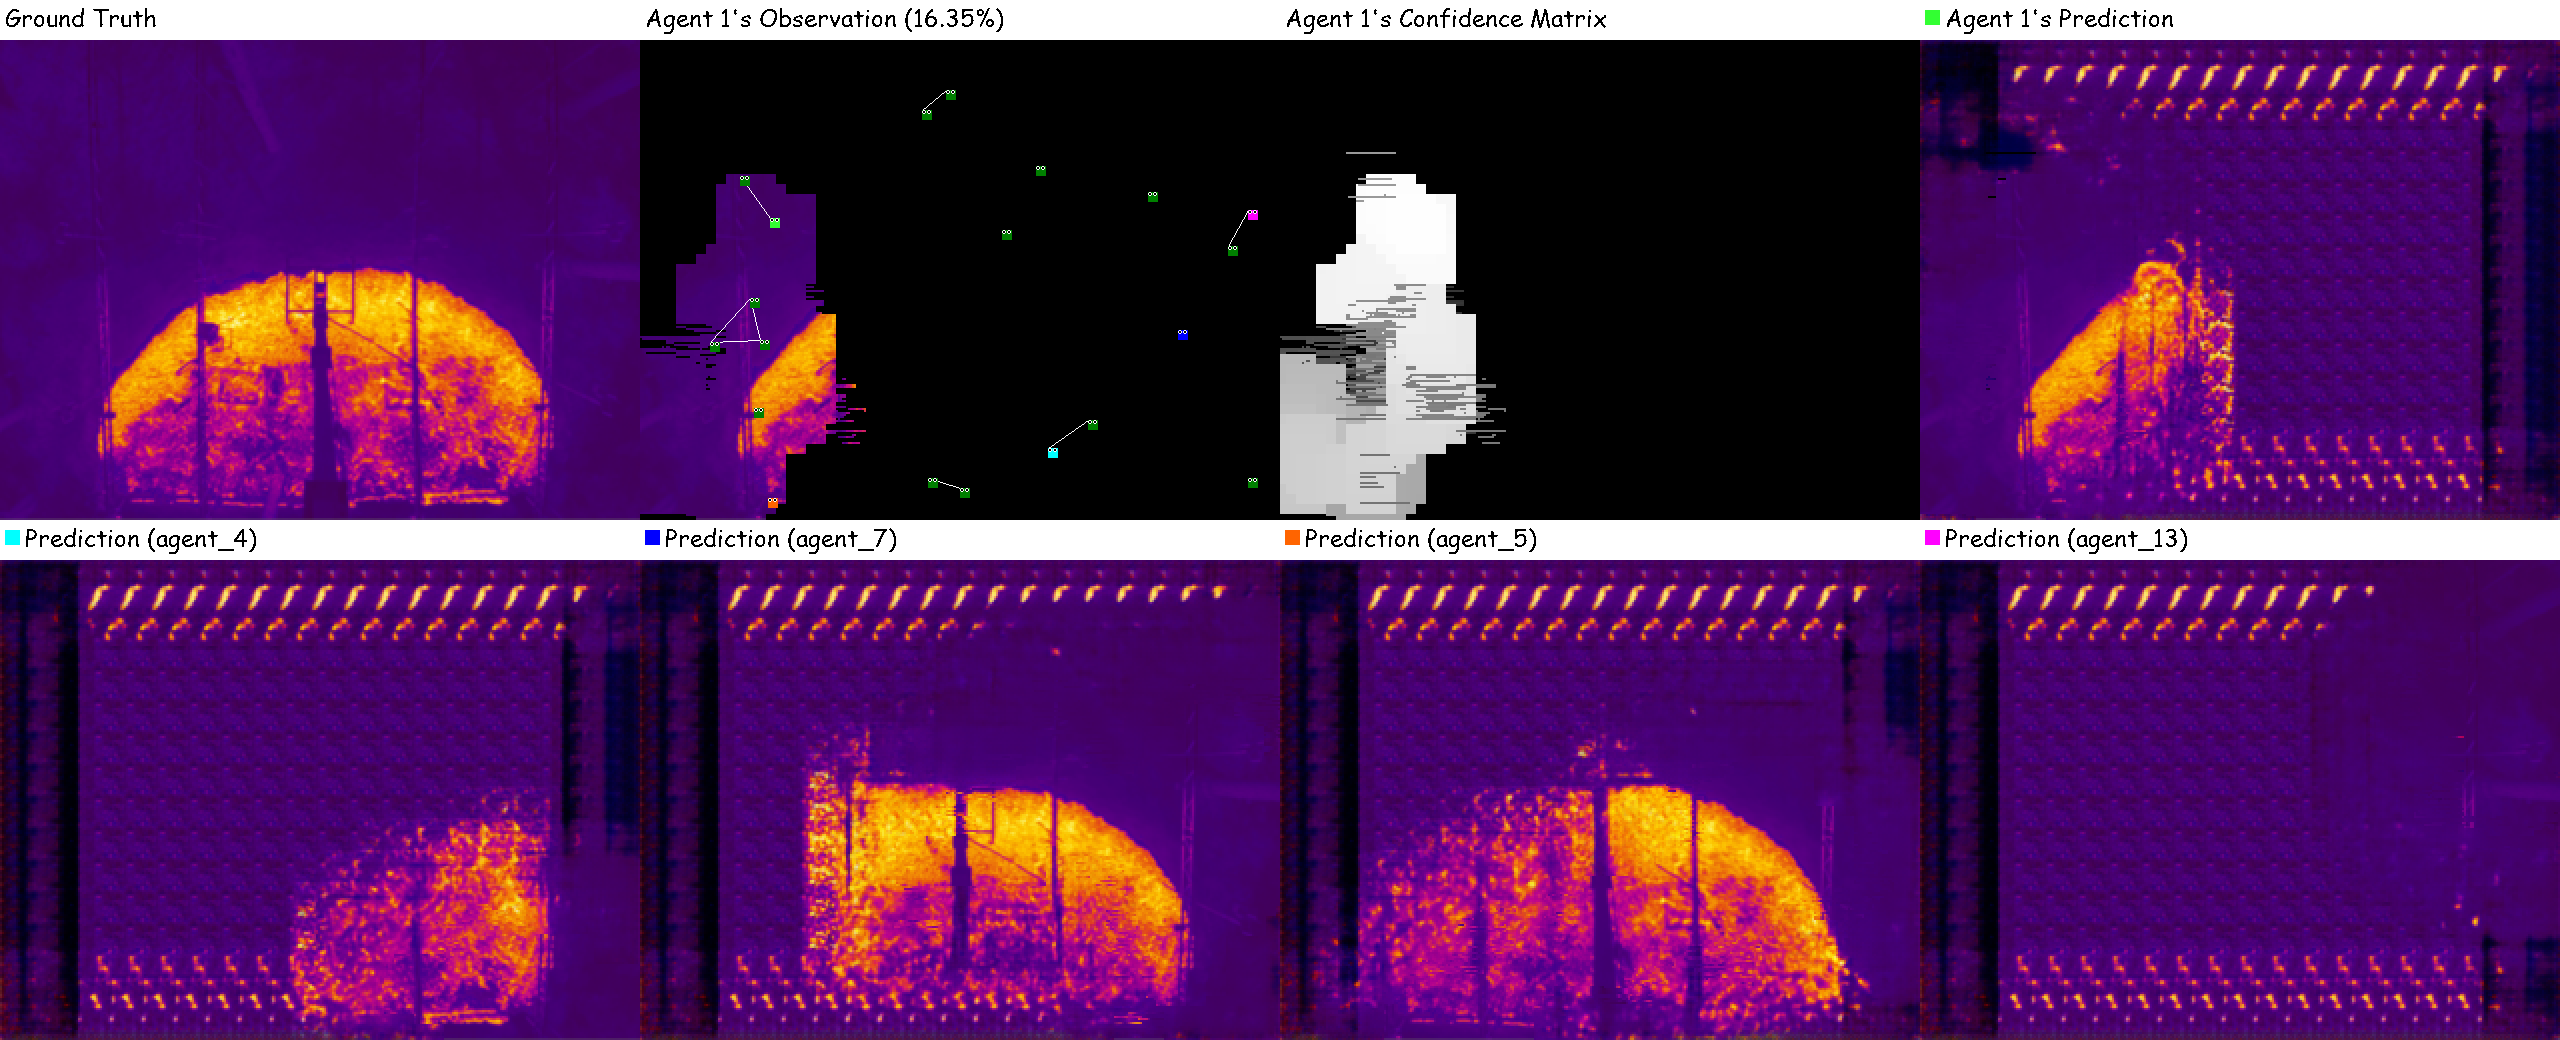 Ground Truth
Agent 1's Observation (16.35%)
Agent 1's Confidence Matrix
Agent 1's Prediction
Prediction (agent_4)
Prediction (agent_7)
Prediction (agent_5)
Prediction (agent_13)